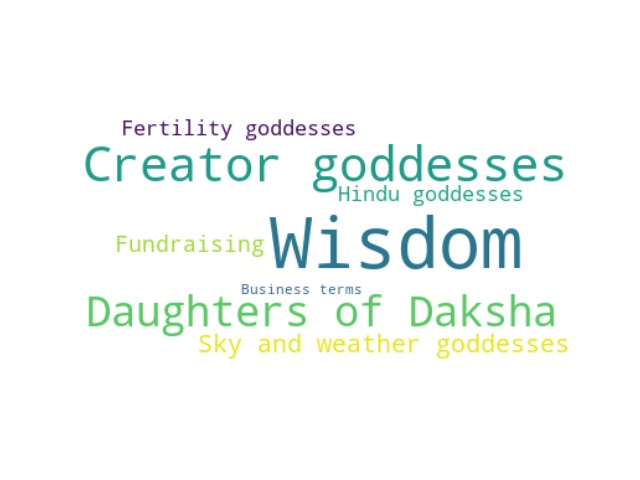 Fertility goddesses
Creator goddesses
Hindu goddesses
Wisdom
Fundraising
Business terms
Daughters of Daksha
Sky and weather goddesses